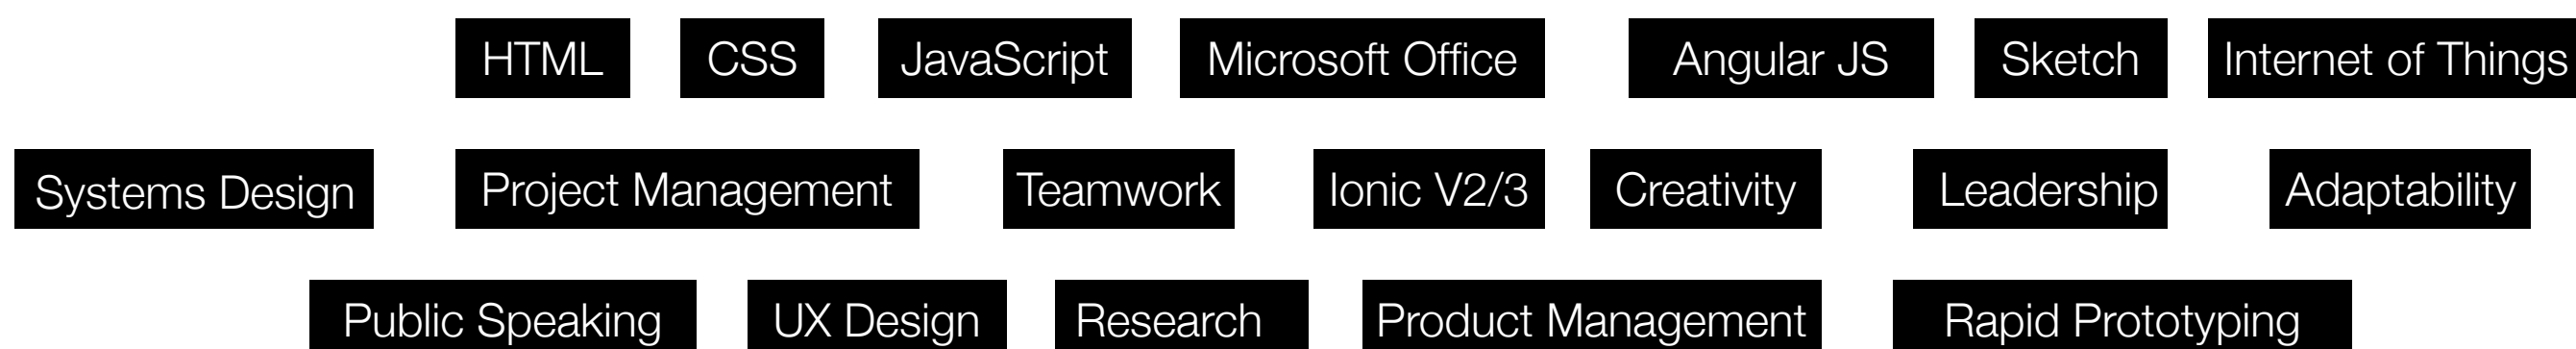 HTML CSS JavaScript Microsoft Office Angular JS Sketch Internet of Things
Systems Design Project Management Teamwork Ionic V2/3 Creativity Leadership Adaptability
Public Speaking UX Design Research Product Management Rapid Prototyping